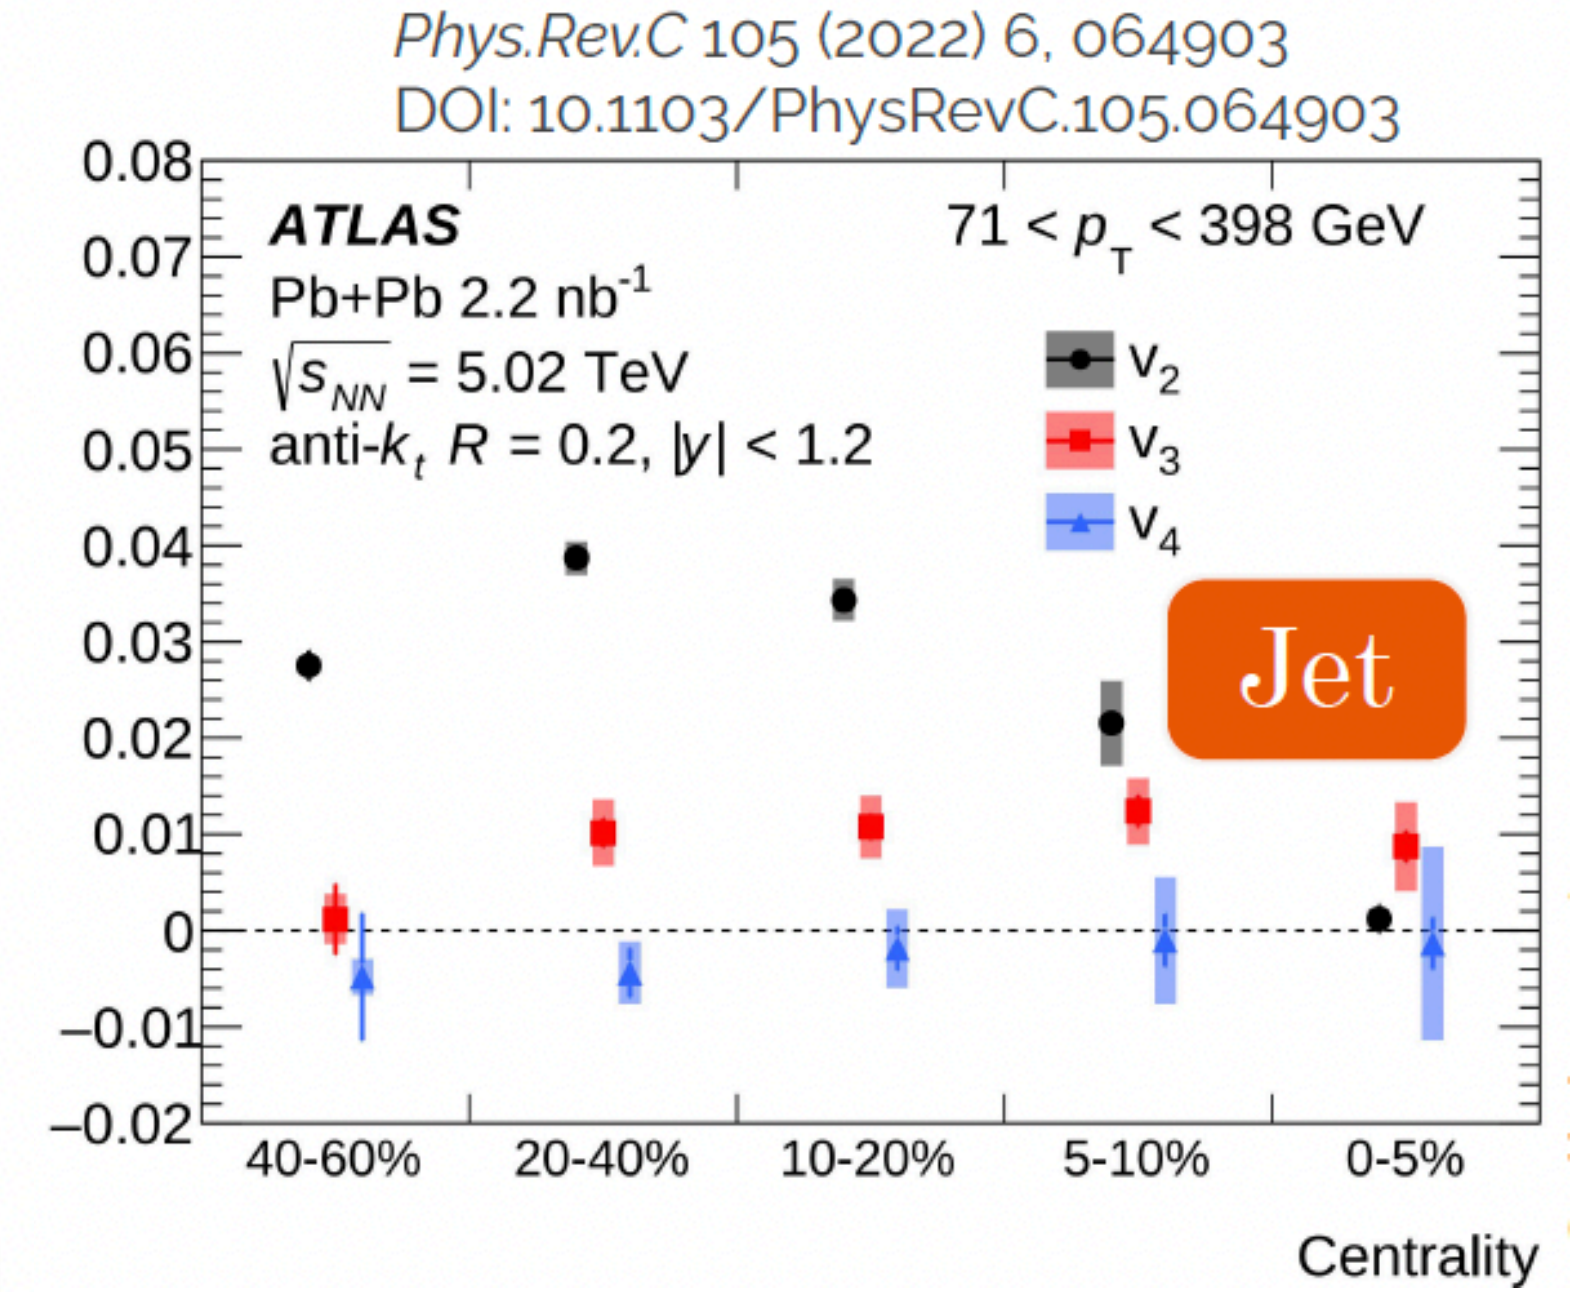 Phys.Rev.C 105 (2022) 6, 064903
DOI: 10.1103/PhysRevC.105.064903
0.08
ATLAS
71 < p_T < 398 GeV
0.07
Pb+Pb 2.2 nb⁻¹
0.06
v₂
√s_NN = 5.02 TeV
0.05
anti-k_t R = 0.2, |y| < 1.2
v₃
0.04
v₄
0.03
Jet
0.02
0.01
0
−0.01
−0.02
40-60% 20-40% 10-20% 5-10% 0-5%
Centrality